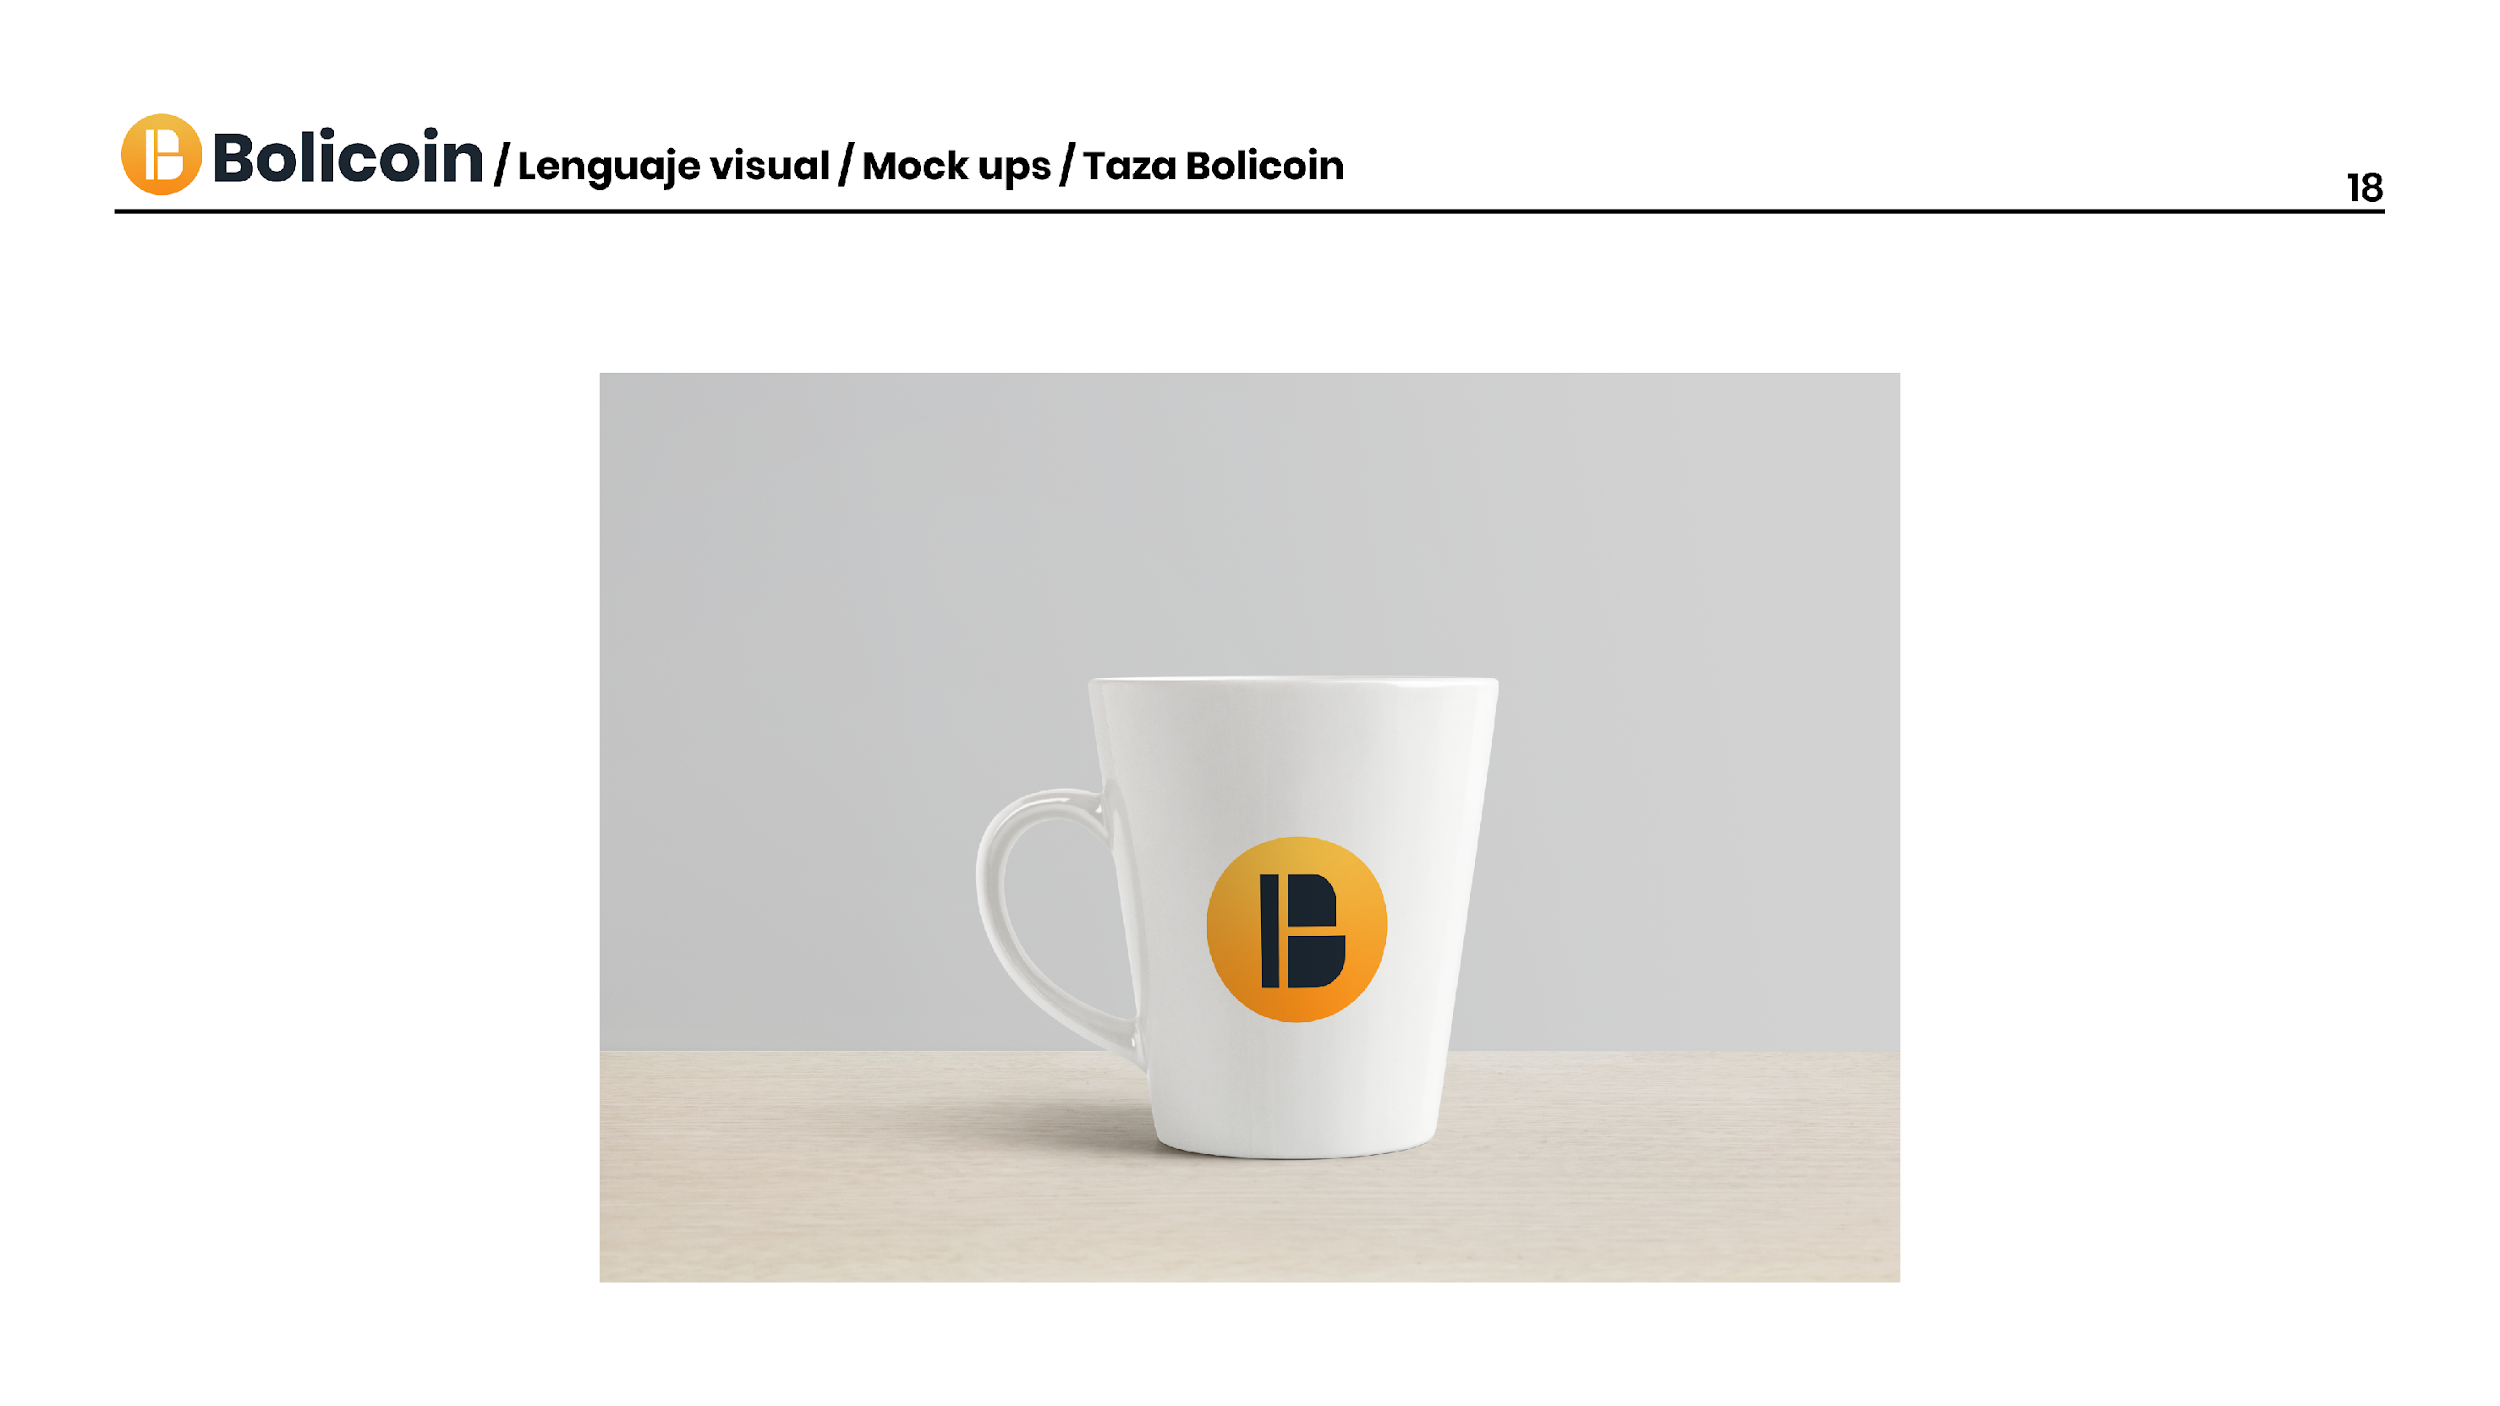 Bolicoin / Lenguaje visual / Mock ups / Taza Bolicoin
18
B